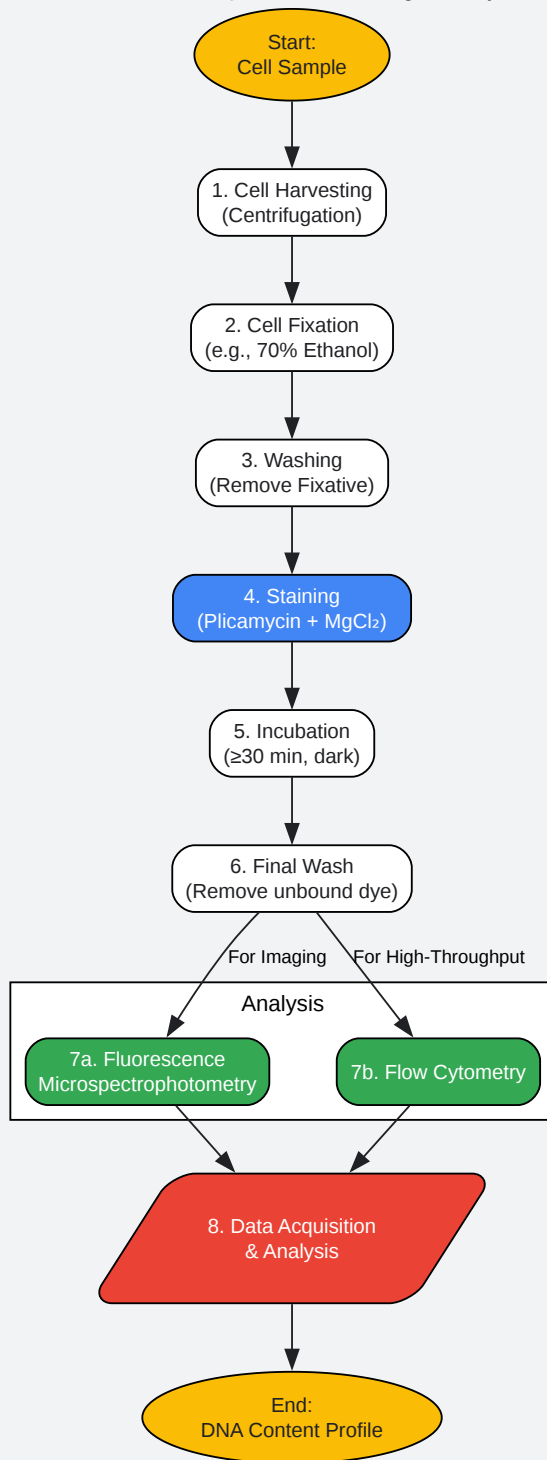 Start:
Cell Sample
1. Cell Harvesting
(Centrifugation)
2. Cell Fixation
(e.g., 70% Ethanol)
3. Washing
(Remove Fixative)
4. Staining
(Plicamycin + MgCl₂)
5. Incubation
(≥30 min, dark)
6. Final Wash
(Remove unbound dye)
For Imaging
For High-Throughput
Analysis
7a. Fluorescence
Microspectrophotometry
7b. Flow Cytometry
8. Data Acquisition
& Analysis
End:
DNA Content Profile